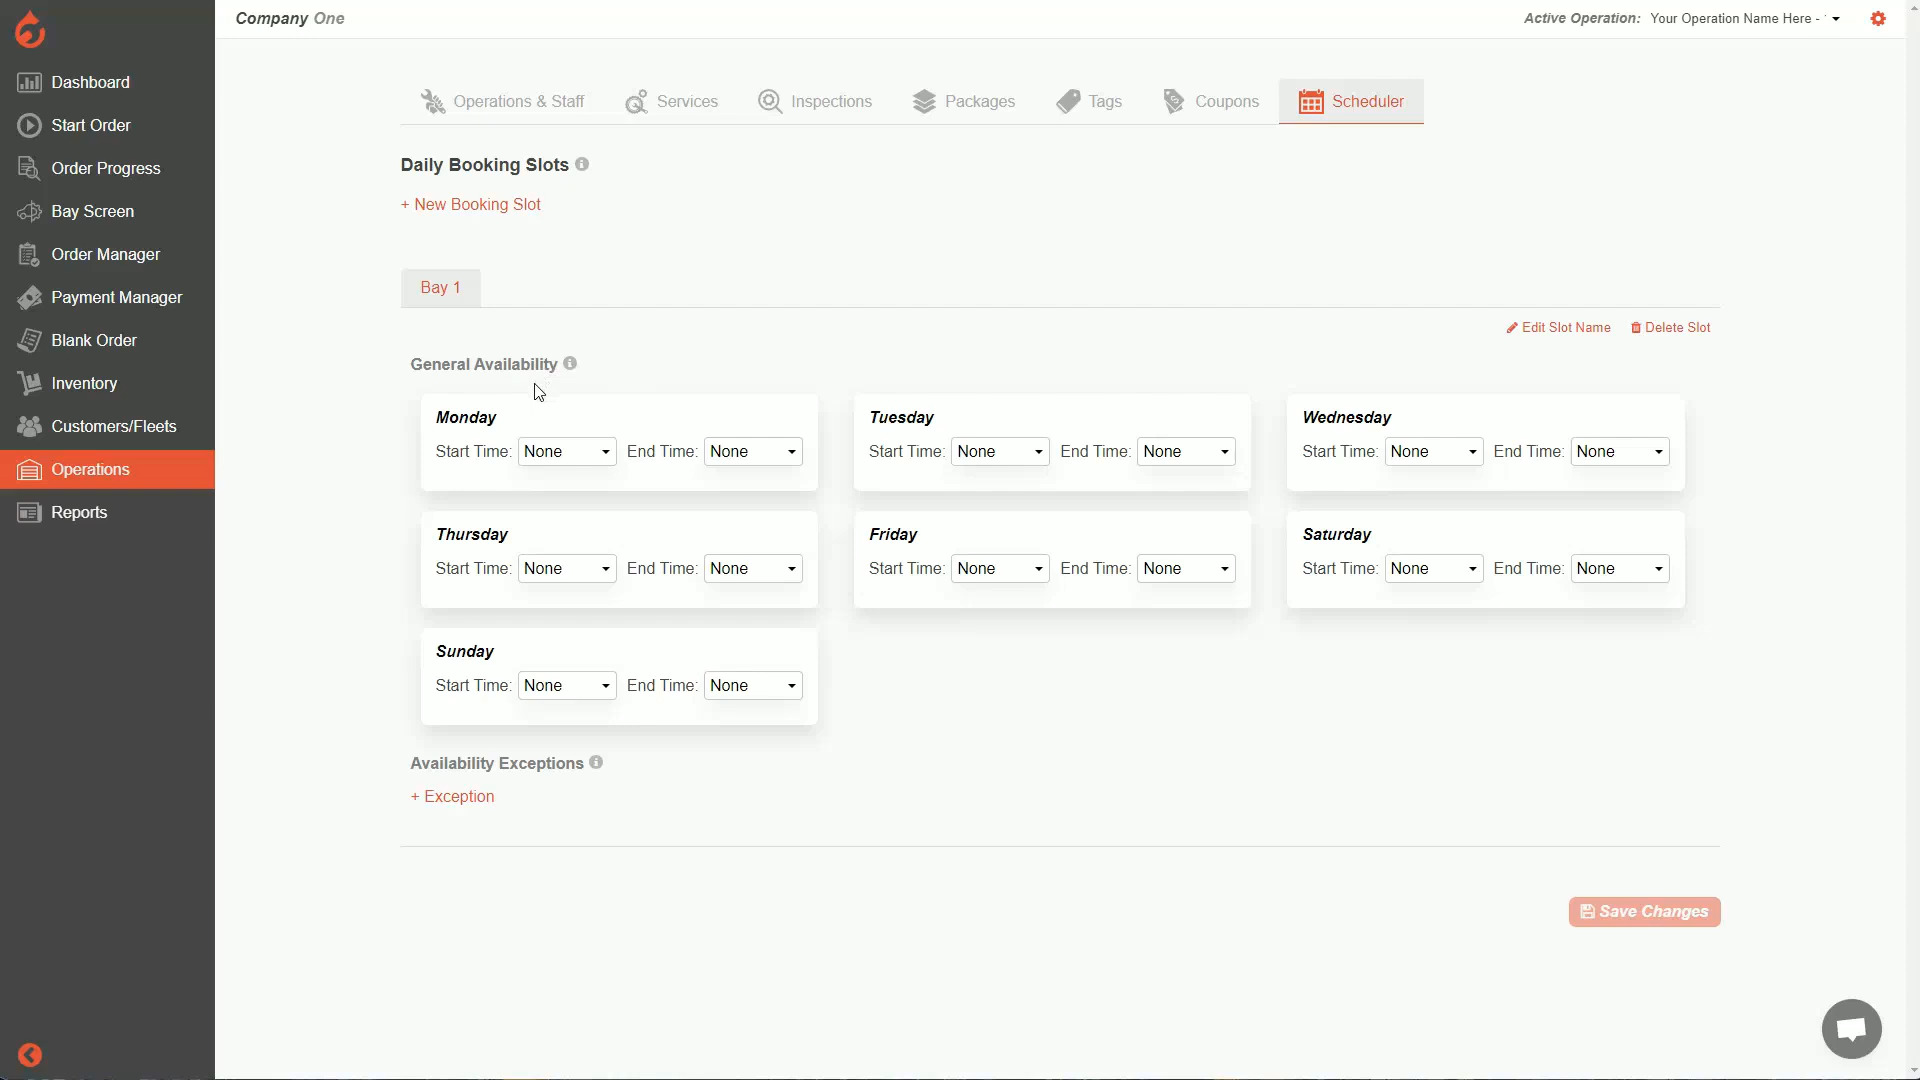 Company One
Active Operation: Your Operation Name Here -
Dashboard
Start Order
Order Progress
Bay Screen
Order Manager
Payment Manager
Blank Order
Inventory
Customers/Fleets
Operations
Reports
Operations & Staff
Services
Inspections
Packages
Tags
Coupons
Scheduler
Daily Booking Slots
+ New Booking Slot
Bay 1
Edit Slot Name
Delete Slot
General Availability
Monday
Start Time: None End Time: None
Tuesday
Start Time: None End Time: None
Wednesday
Start Time: None End Time: None
Thursday
Start Time: None End Time: None
Friday
Start Time: None End Time: None
Saturday
Start Time: None End Time: None
Sunday
Start Time: None End Time: None
Availability Exceptions
+ Exception
Save Changes